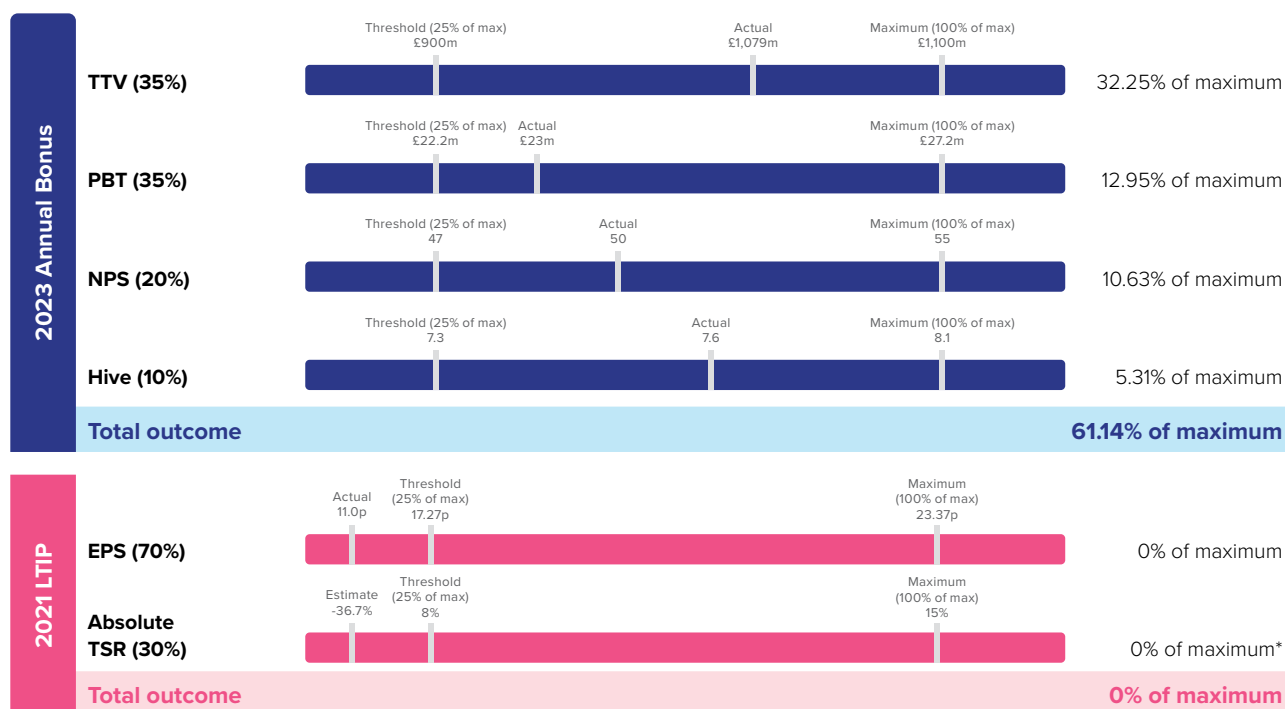 2023 Annual Bonus
Threshold (25% of max)
£900m
Actual
£1,079m
Maximum (100% of max)
£1,100m
TTV (35%)
32.25% of maximum
Threshold (25% of max)
£22.2m
Actual
£23m
Maximum (100% of max)
£27.2m
PBT (35%)
12.95% of maximum
Threshold (25% of max)
47
Actual
50
Maximum (100% of max)
55
NPS (20%)
10.63% of maximum
Threshold (25% of max)
7.3
Actual
7.6
Maximum (100% of max)
8.1
Hive (10%)
5.31% of maximum
Total outcome
61.14% of maximum
2021 LTIP
Actual
11.0p
Threshold
(25% of max)
17.27p
Maximum
(100% of max)
23.37p
EPS (70%)
0% of maximum
Estimate
-36.7%
Threshold
(25% of max)
8%
Maximum
(100% of max)
15%
Absolute
TSR (30%)
0% of maximum*
Total outcome
0% of maximum